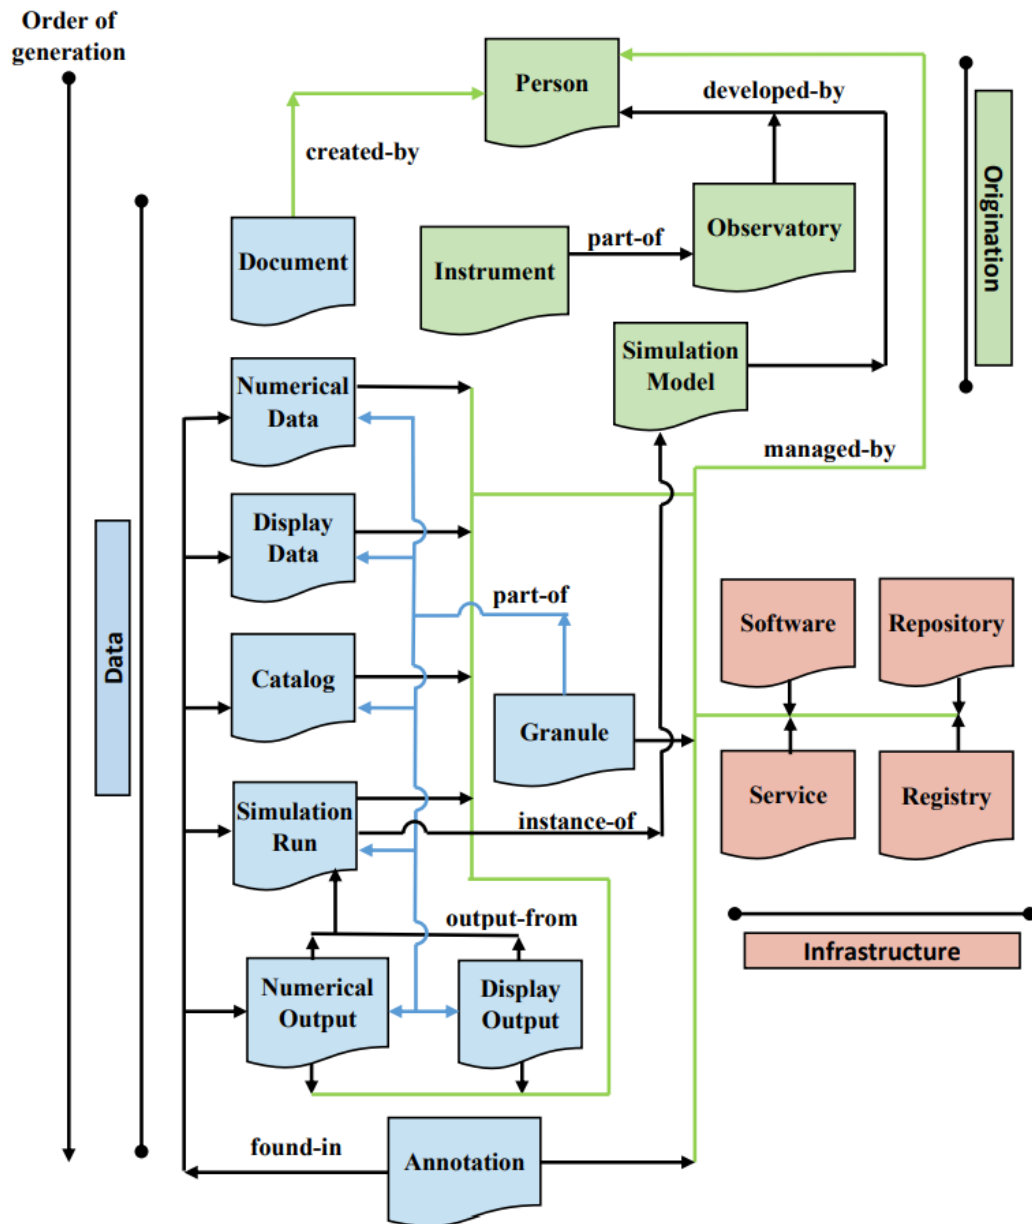 Order of
generation
Person
developed-by
created-by
Origination
Document
Instrument
part-of
Observatory
Simulation
Model
Numerical
Data
managed-by
Display
Data
part-of
Software
Repository
Data
Catalog
Granule
Service
Registry
Simulation
Run
instance-of
output-from
Infrastructure
Numerical
Output
Display
Output
found-in
Annotation